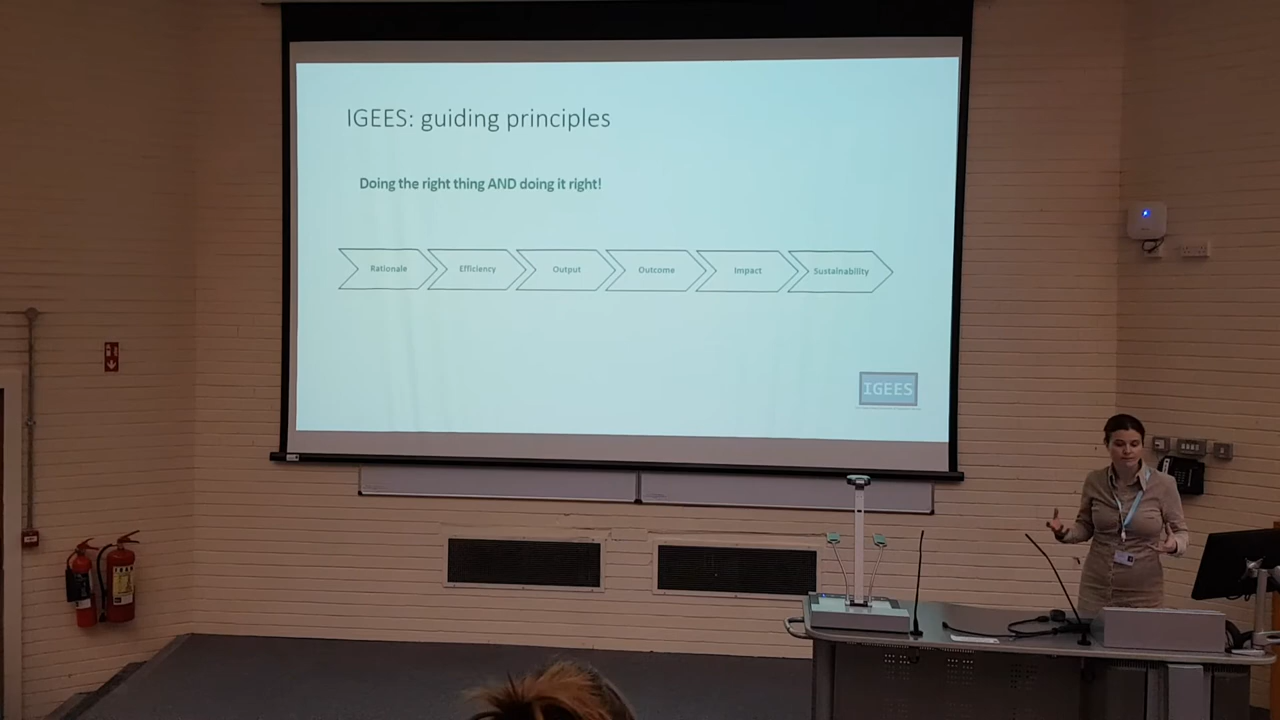 IGEES: guiding principles
Doing the right thing AND doing it right!
Rationale
Efficiency
Output
Outcome
Impact
Sustainability
IGEES